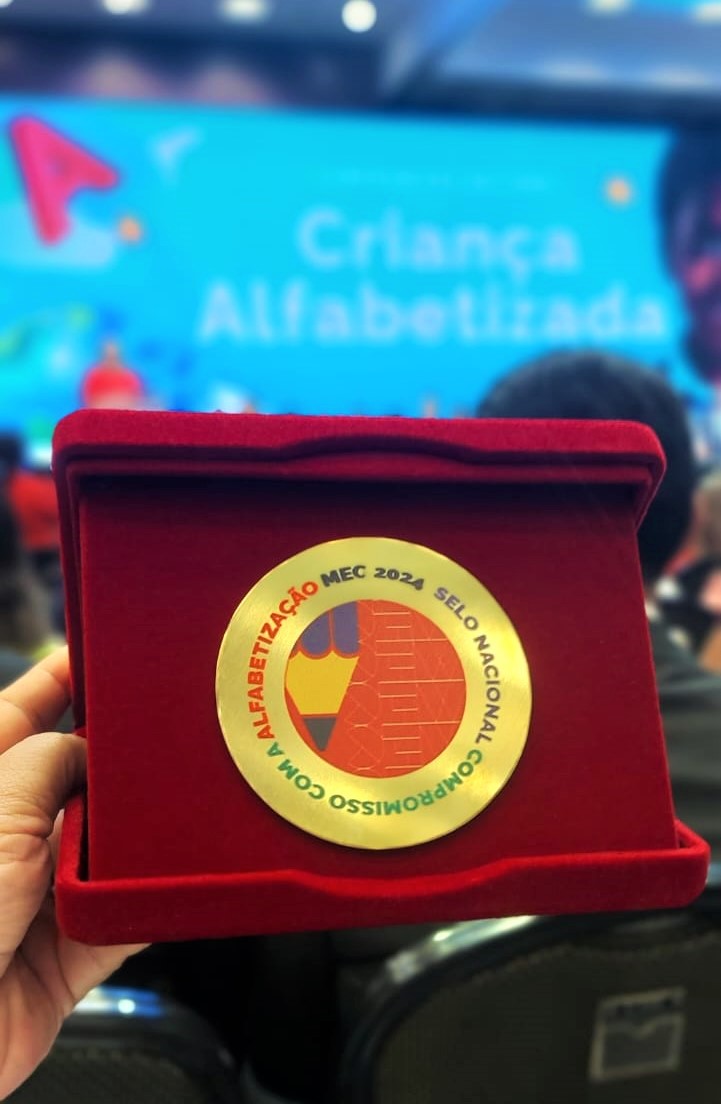 A
Criança
Alfabetizada
MEC 2024 SELO NACIONAL COMPROMISSO COM A ALFABETIZAÇÃO